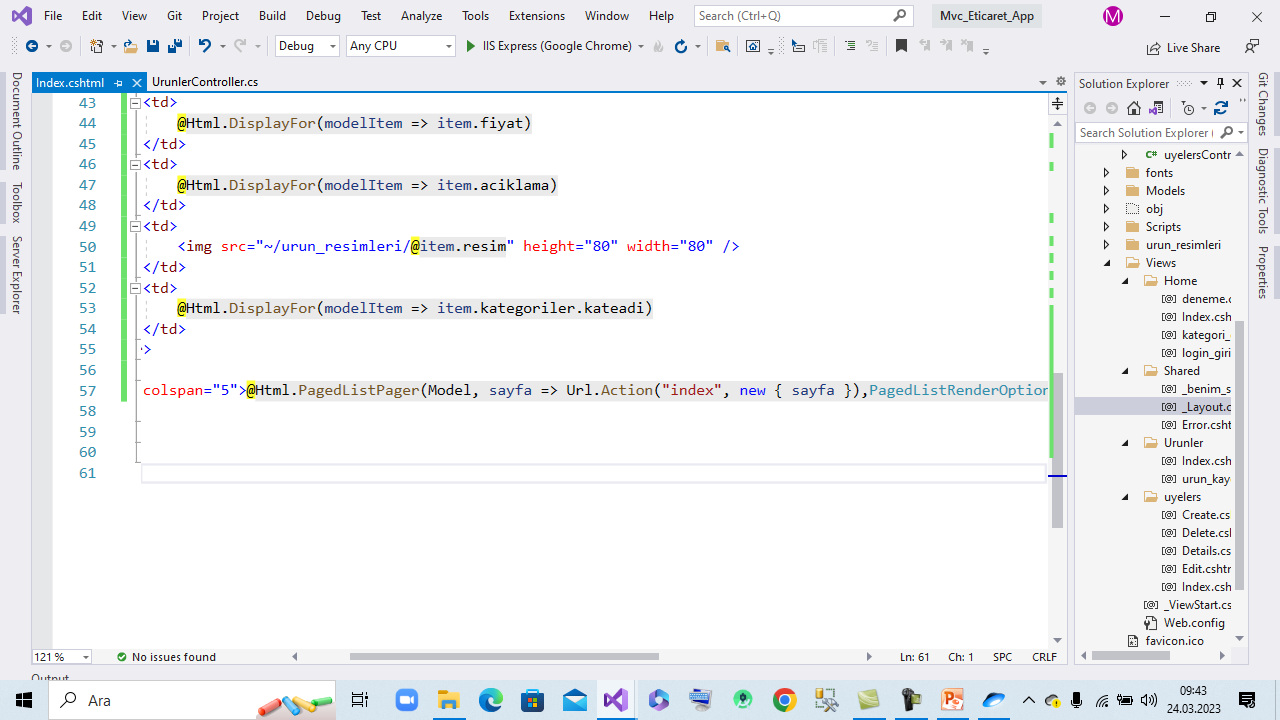 File Edit View Git Project Build Debug Test Analyze Tools Extensions Window Help Search (Ctrl+Q) Mvc_Eticaret_App M
Debug Any CPU IIS Express (Google Chrome) Live Share
Document Outline
Toolbox
Server Explorer
Index.cshtml UrunlerController.cs
43 <td>
44 @Html.DisplayFor(modelItem => item.fiyat)
45 </td>
46 <td>
47 @Html.DisplayFor(modelItem => item.aciklama)
48 </td>
49 <td>
50 <img src="~/urun_resimleri/@item.resim" height="80" width="80" />
51 </td>
52 <td>
53 @Html.DisplayFor(modelItem => item.kategoriler.kateadi)
54 </td>
55 >
56
57 colspan="5">@Html.PagedListPager(Model, sayfa => Url.Action("index", new { sayfa }),PagedListRenderOption
58
59
60
61
121 % No issues found Ln: 61 Ch: 1 SPC CRLF
Output
Solution Explorer
Search Solution Explorer (
uyelersContr
fonts
Models
obj
Scripts
urun_resimleri
Views
Home
deneme.c
Index.csh
kategori_
login_giri
Shared
_benim_s
_Layout.c
Error.csht
Urunler
Index.csh
urun_kay
uyelers
Create.cs
Delete.csl
Details.cs
Edit.cshtr
Index.csh
_ViewStart.cs
Web.config
favicon.ico
Git Changes
Diagnostic Tools
Properties
Ara
09:43
24.03.2023